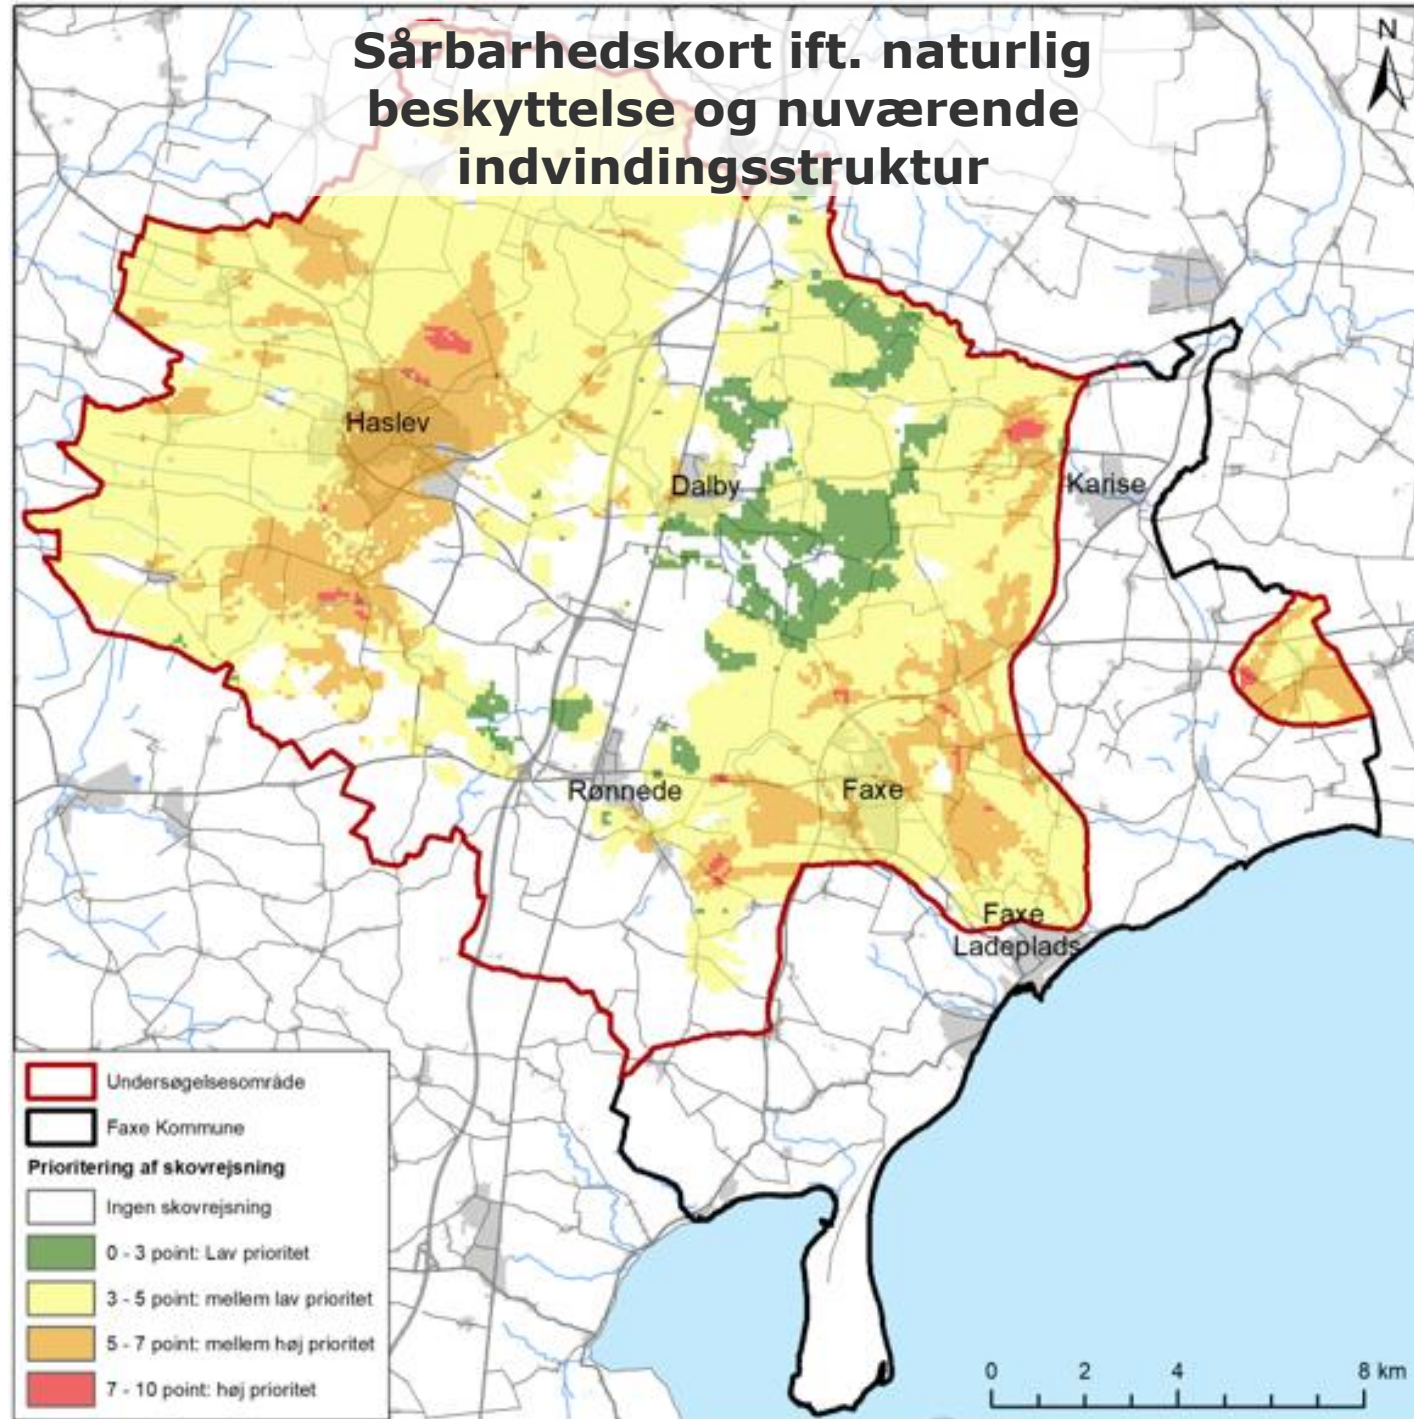 Sårbarhedskort ift. naturlig
beskyttelse og nuværende
indvindingsstruktur
N
Haslev
Dalby
Karise
Rønnede
Faxe
Faxe
Ladeplads
Undersøgelsesområde
Faxe Kommune
Prioritering af skovrejsning
Ingen skovrejsning
0 - 3 point: Lav prioritet
3 - 5 point: mellem lav prioritet
5 - 7 point: mellem høj prioritet
7 - 10 point: høj prioritet
0 2 4 8 km